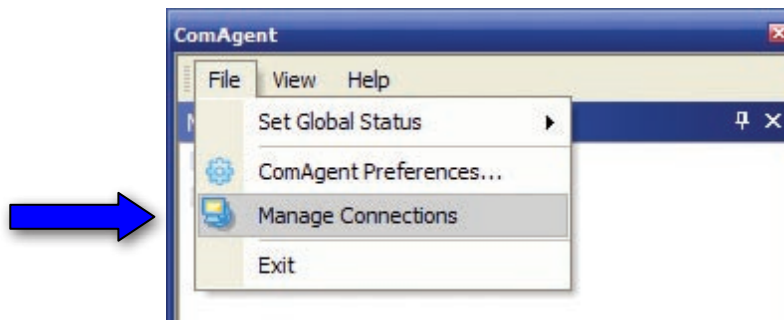 ComAgent
File View Help
Set Global Status
ComAgent Preferences...
Manage Connections
Exit